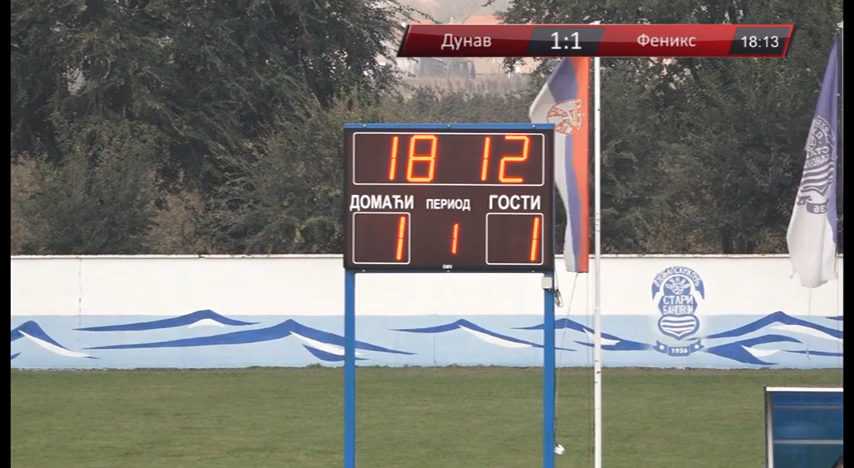 Дунав 1:1 Феникс 18:13
18 12
ДОМАЋИ ПЕРИОД ГОСТИ
1 1 1
СТАРИ
БАНОВЦИ
1936